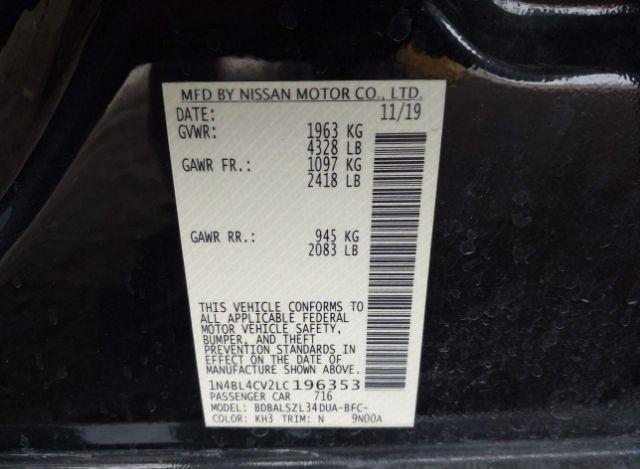 MFD BY NISSAN MOTOR CO., LTD.
DATE: 11/19
GVWR: 1963 KG
4328 LB
GAWR FR.: 1097 KG
2418 LB
GAWR RR.: 945 KG
2083 LB
THIS VEHICLE CONFORMS TO
ALL APPLICABLE FEDERAL
MOTOR VEHICLE SAFETY,
BUMPER, AND THEFT
PREVENTION STANDARDS IN
EFFECT ON THE DATE OF
MANUFACTURE SHOWN ABOVE.
1N4BL4CV2LC196353
PASSENGER CAR 716
MODEL: BDBALSZL34DUA-BFC-
COLOR: KH3 TRIM: N 9N00A